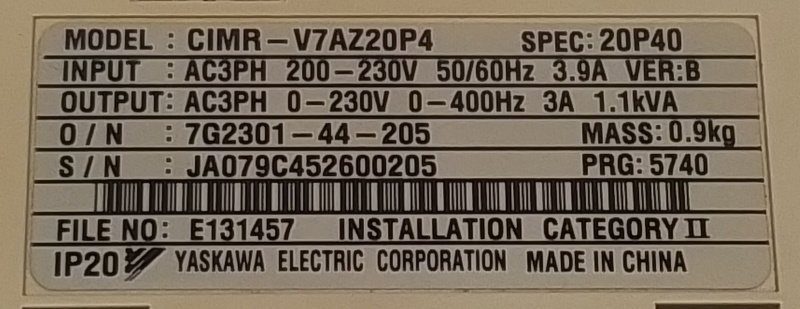 MODEL : CIMR-V7AZ20P4 SPEC: 20P40
INPUT : AC3PH 200-230V 50/60Hz 3.9A VER:B
OUTPUT: AC3PH 0-230V 0-400Hz 3A 1.1kVA
O/N : 7G2301-44-205 MASS: 0.9kg
S/N : JA079C452600205 PRG: 5740
FILE NO: E131457 INSTALLATION CATEGORY II
IP20 YASKAWA ELECTRIC CORPORATION MADE IN CHINA